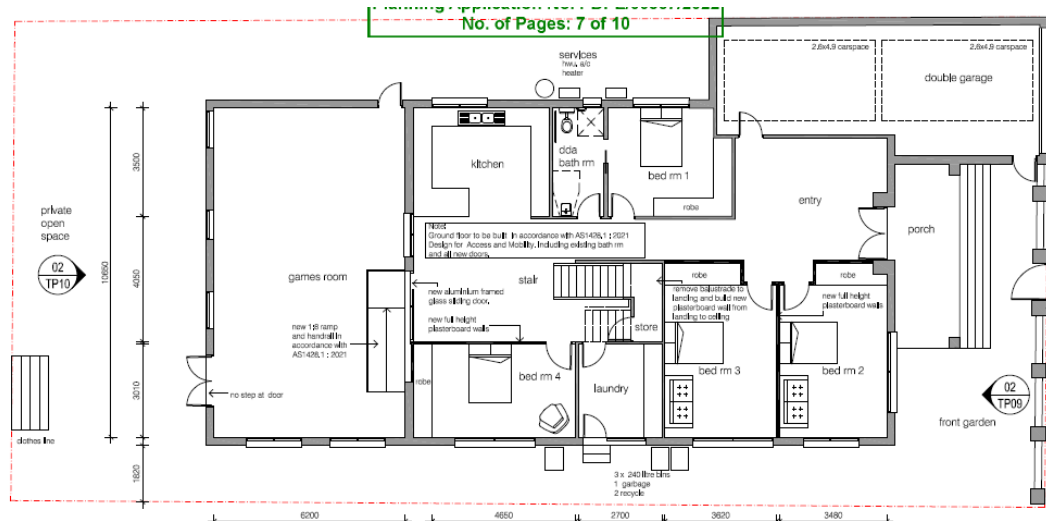 No. of Pages: 7 of 10
services
hwu, a/c
heater
2.6x4.9 carspace
2.6x4.9 carspace
double garage
kitchen
dda
bath rm
bed rm 1
robe
entry
porch
private
open
space
02
TP10
3500
10650
4050
3010
1820
games room
Note:
Ground floor to be built in accordance with AS1428.1 : 2021
Design for Access and Mobility. Including existing bath rm
and all new doors.
stair
new aluminium framed
glass sliding door.
new full height
plasterboard walls
new 1:8 ramp
and handrail in
accordance with
AS1428.1 : 2021
robe
remove balustrade to
landing and build new
plasterboard wall from
landing to ceiling
robe
new full height
plasterboard walls
store
no step at door
robe
bed rm 4
laundry
bed rm 3
bed rm 2
02
TP09
front garden
clothes line
3 x 240 litre bins
1 garbage
2 recycle
6200
4650
2700
3620
3480